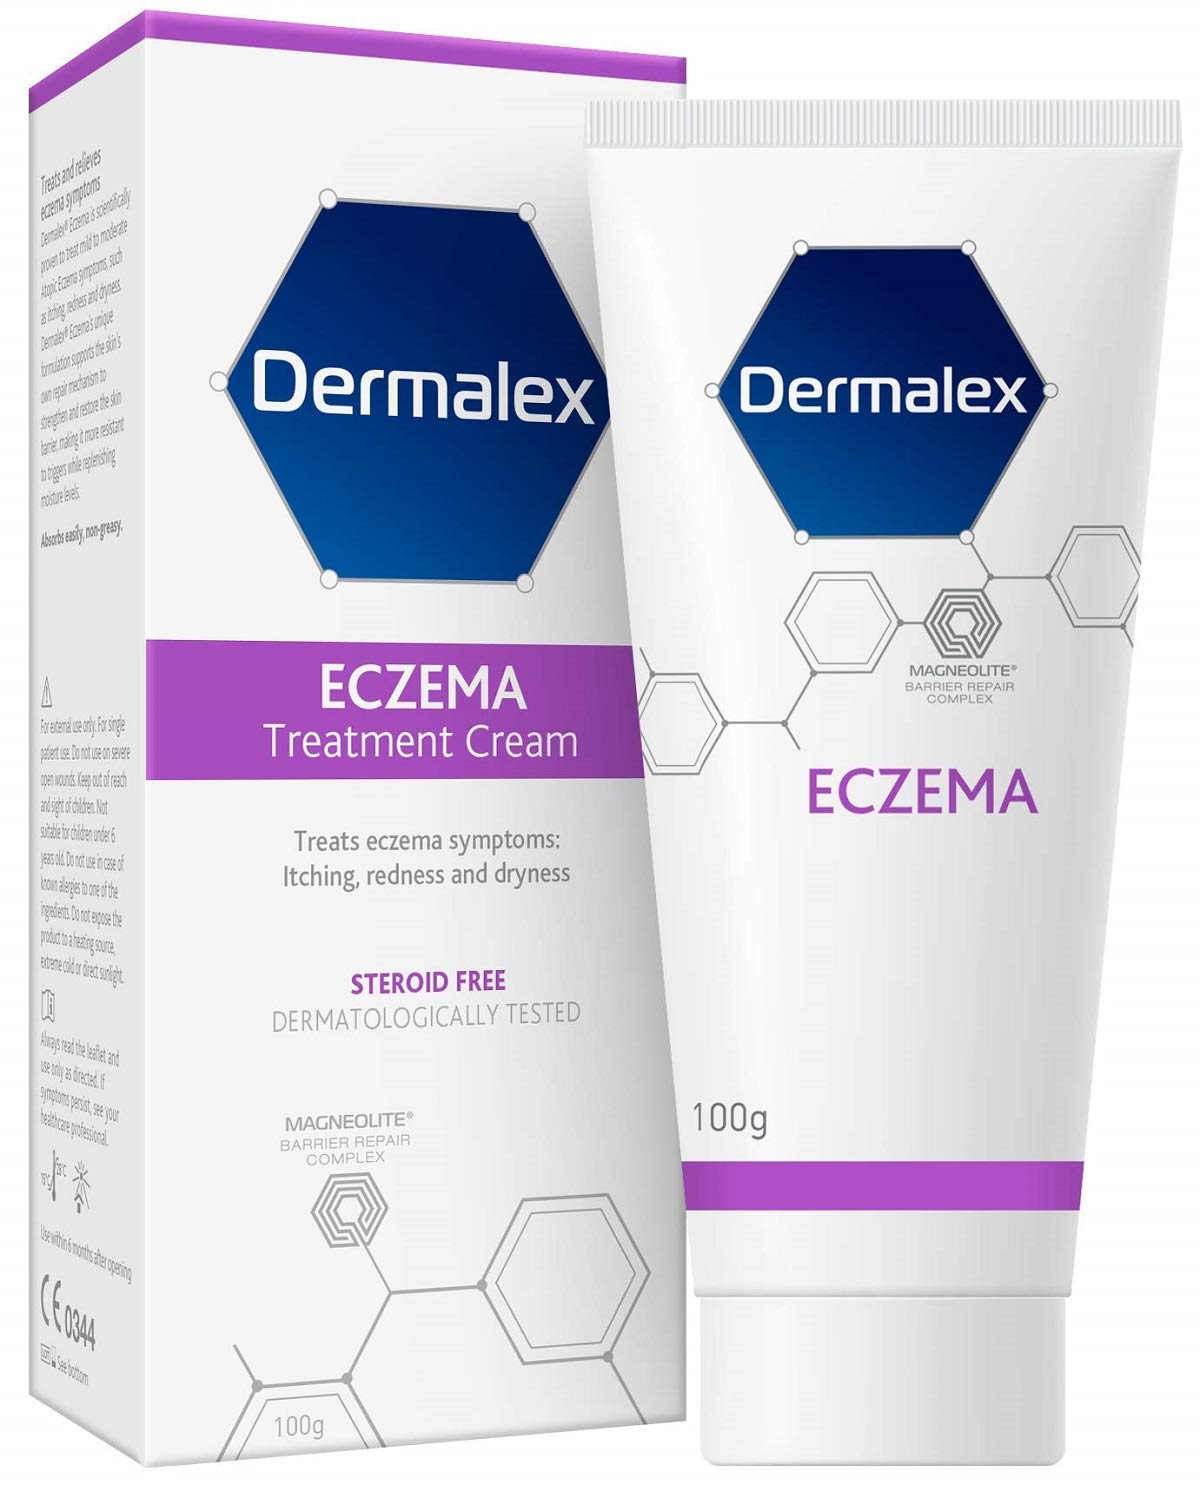 Treats and relieves
eczema symptoms
Dermalex® Eczema is scientifically
proven to treat mild to moderate
Atopic Eczema symptoms, such
as itching, redness and dryness.
Dermalex® Eczema's unique
formulation supports the skin's
own repair mechanism to
strengthen and restore the skin
barrier, making it more resistant
to triggers while replenishing
moisture levels.
Absorbs easily, non-greasy.
For external use only. For single
patient use. Do not use on severe
open wounds. Keep out of reach
and sight of children. Not
suitable for children under 6
years old. Do not use in case of
known allergies to one of the
ingredients. Do not expose the
product to a heating source,
extreme cold or direct sunlight.
Always read the leaflet and
use only as directed. If
symptoms persist, see your
healthcare professional.
Use within 6 months after opening
CE 0344
LOT See bottom
Dermalex
ECZEMA
Treatment Cream
Treats eczema symptoms:
Itching, redness and dryness
STEROID FREE
DERMATOLOGICALLY TESTED
MAGNEOLITE®
BARRIER REPAIR
COMPLEX
100g
Dermalex
MAGNEOLITE®
BARRIER REPAIR
COMPLEX
ECZEMA
100g